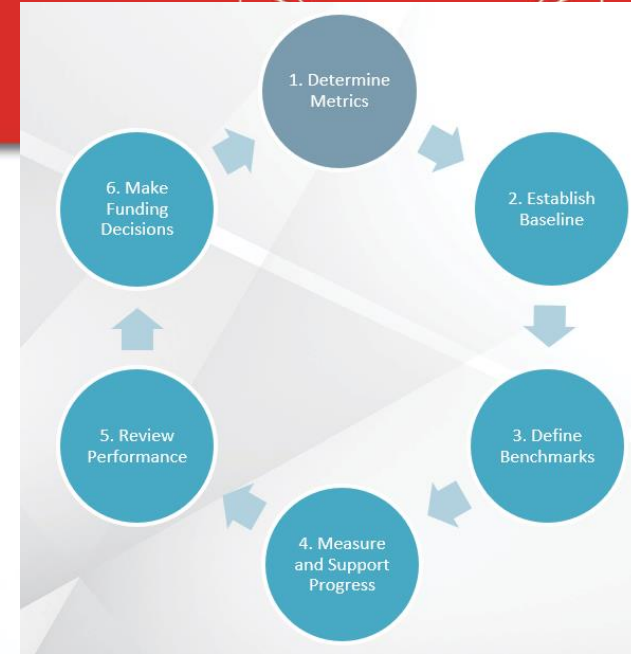 1. Determine
Metrics
2. Establish
Baseline
3. Define
Benchmarks
4. Measure
and Support
Progress
5. Review
Performance
6. Make
Funding
Decisions